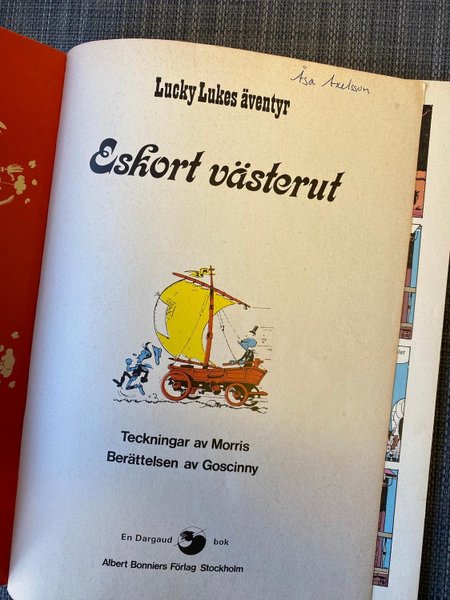 Åsa Axelsson
Lucky Lukes äventyr
Eskort västerut
Teckningar av Morris
Berättelsen av Goscinny
En Dargaud bok
Albert Bonniers Förlag Stockholm